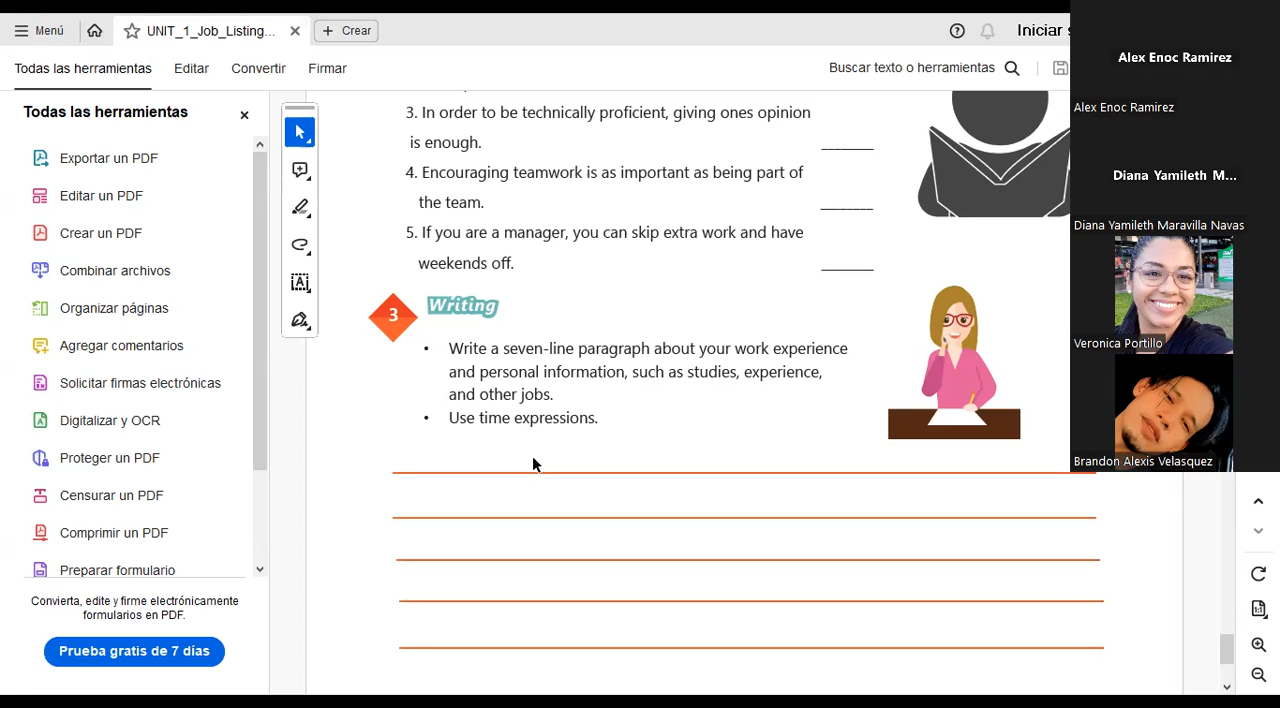 Menú
UNIT_1_Job_Listing...
Crear
Iniciar
Todas las herramientas
Editar
Convertir
Firmar
Buscar texto o herramientas
Todas las herramientas
Exportar un PDF
Editar un PDF
Crear un PDF
Combinar archivos
Organizar páginas
Agregar comentarios
Solicitar firmas electrónicas
Digitalizar y OCR
Proteger un PDF
Censurar un PDF
Comprimir un PDF
Preparar formulario
Convierta, edite y firme electrónicamente
formularios en PDF.
Prueba gratis de 7 días
3. In order to be technically proficient, giving ones opinion
is enough.
4. Encouraging teamwork is as important as being part of
the team.
5. If you are a manager, you can skip extra work and have
weekends off.
3
Writing
• Write a seven-line paragraph about your work experience
and personal information, such as studies, experience,
and other jobs.
• Use time expressions.
Alex Enoc Ramirez
Alex Enoc Ramirez
Diana Yamileth M...
Diana Yamileth Maravilla Navas
Veronica Portillo
Brandon Alexis Velasquez
1:1